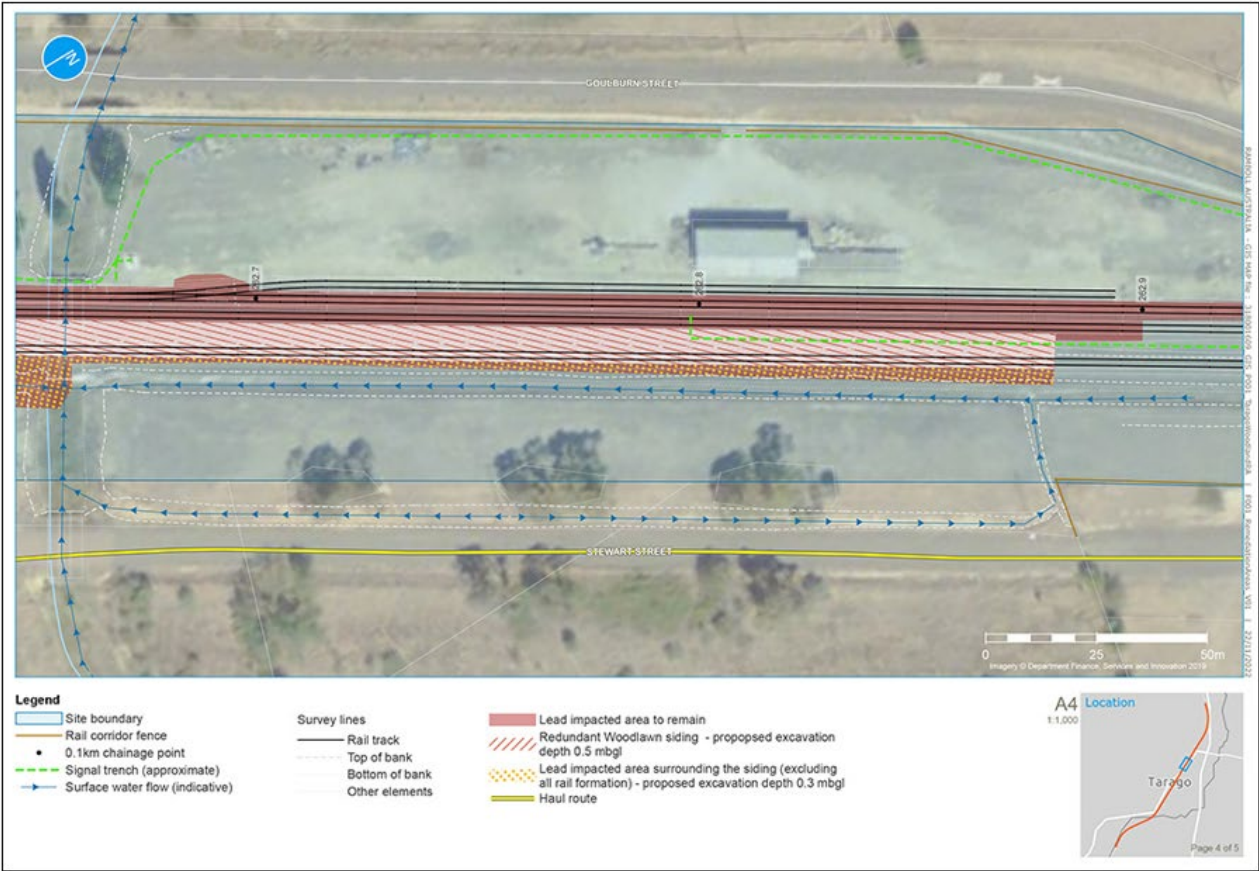 N
GOULBURN STREET
262.7
262.8
262.9
STEWART STREET
0 25 50m
Imagery © Department Finance, Services and Innovation 2019
Legend
Site boundary
Rail corridor fence
0.1km chainage point
Signal trench (approximate)
Surface water flow (indicative)
Survey lines
Rail track
Top of bank
Bottom of bank
Other elements
Lead impacted area to remain
Redundant Woodlawn siding - propopsed excavation
depth 0.5 mbgl
Lead impacted area surrounding the siding (excluding
all rail formation) - proposed excavation depth 0.3 mbgl
Haul route
A4
1:1,000
Location
Tarago
Page 4 of 5